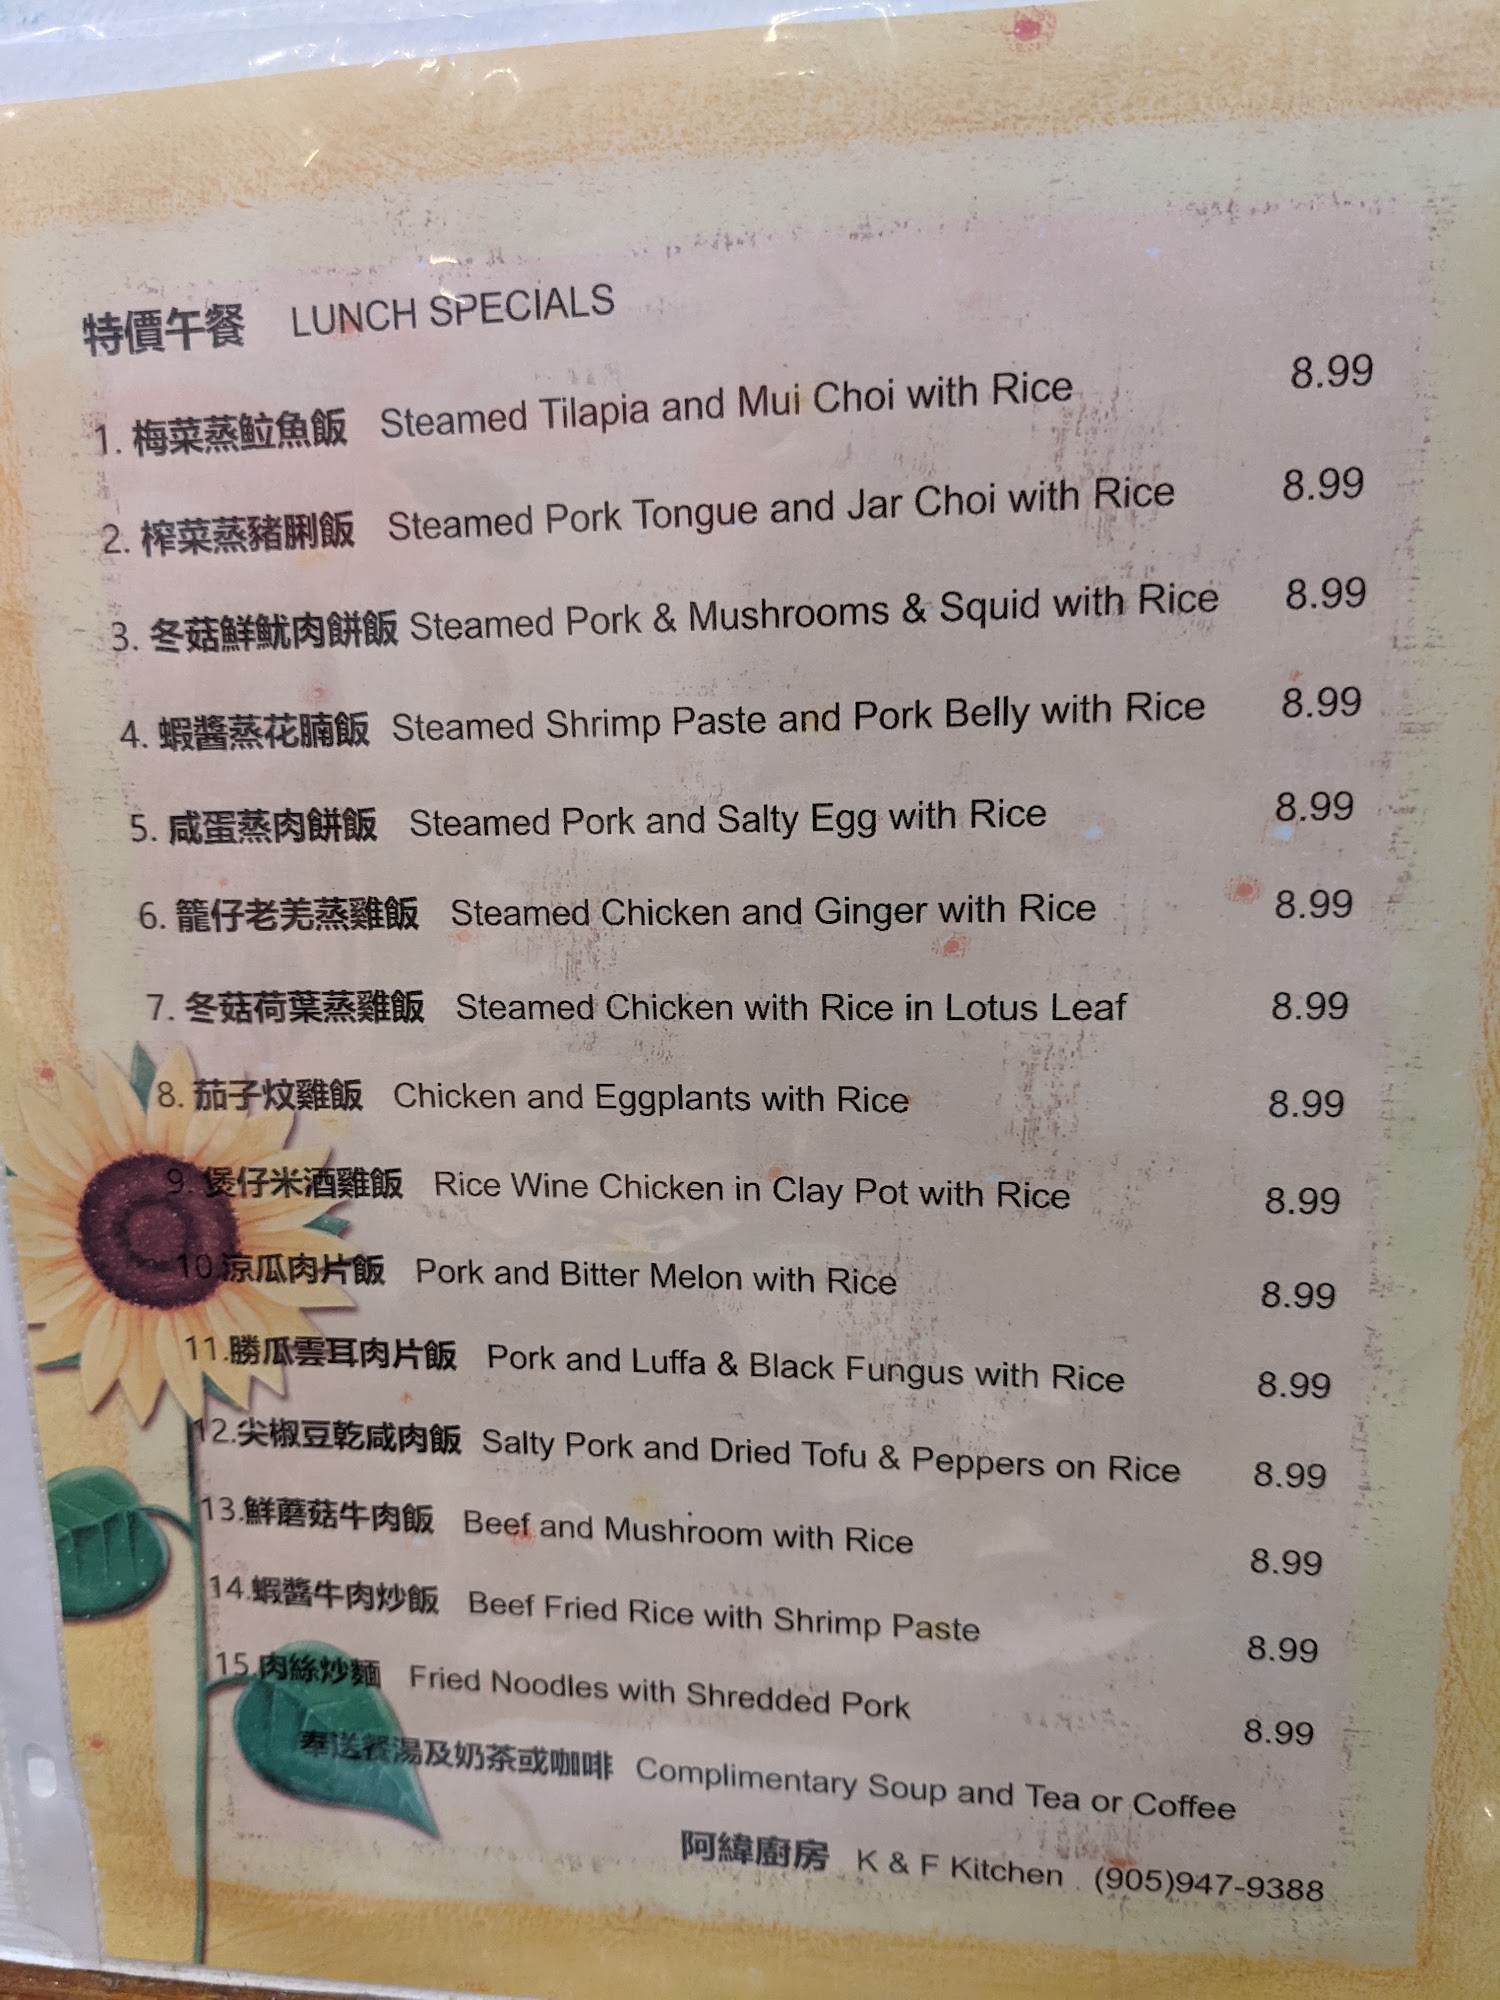 特價午餐 LUNCH SPECIALS
1. 梅菜蒸鲿魚飯 Steamed Tilapia and Mui Choi with Rice 8.99
2. 榨菜蒸豬脷飯 Steamed Pork Tongue and Jar Choi with Rice 8.99
3. 冬菇鮮魷肉餅飯 Steamed Pork & Mushrooms & Squid with Rice 8.99
4. 蝦醬蒸花腩飯 Steamed Shrimp Paste and Pork Belly with Rice 8.99
5. 咸蛋蒸肉餅飯 Steamed Pork and Salty Egg with Rice 8.99
6. 籠仔老羌蒸雞飯 Steamed Chicken and Ginger with Rice 8.99
7. 冬菇荷葉蒸雞飯 Steamed Chicken with Rice in Lotus Leaf 8.99
8. 茄子炆雞飯 Chicken and Eggplants with Rice 8.99
9. 煲仔米酒雞飯 Rice Wine Chicken in Clay Pot with Rice 8.99
10.涼瓜肉片飯 Pork and Bitter Melon with Rice 8.99
11.勝瓜雲耳肉片飯 Pork and Luffa & Black Fungus with Rice 8.99
12.尖椒豆乾咸肉飯 Salty Pork and Dried Tofu & Peppers on Rice 8.99
13.鮮蘑菇牛肉飯 Beef and Mushroom with Rice 8.99
14.蝦醬牛肉炒飯 Beef Fried Rice with Shrimp Paste 8.99
15.肉絲炒麵 Fried Noodles with Shredded Pork 8.99
奉送餐湯及奶茶或咖啡 Complimentary Soup and Tea or Coffee
阿緯廚房 K & F Kitchen (905)947-9388